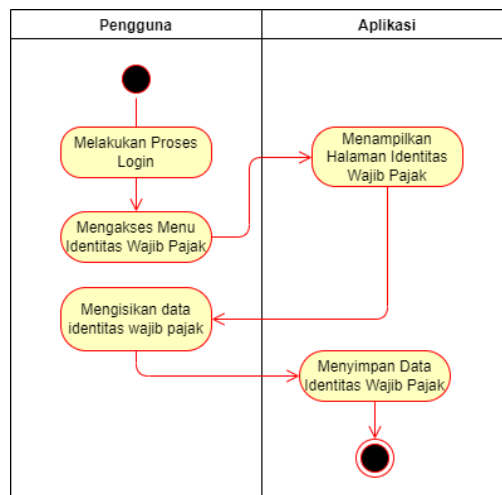 Pengguna
Aplikasi
Melakukan Proses
Login
Menampilkan
Halaman Identitas
Wajib Pajak
Mengakses Menu
Identitas Wajib Pajak
Mengisikan data
identitas wajib pajak
Menyimpan Data
Identitas Wajib Pajak